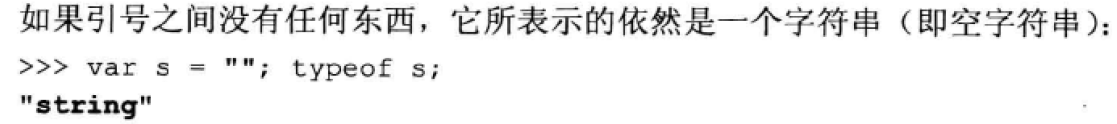 如果引号之间没有任何东西，它所表示的依然是一个字符串（即空字符串）：
>>> var s = ""; typeof s;
"string"